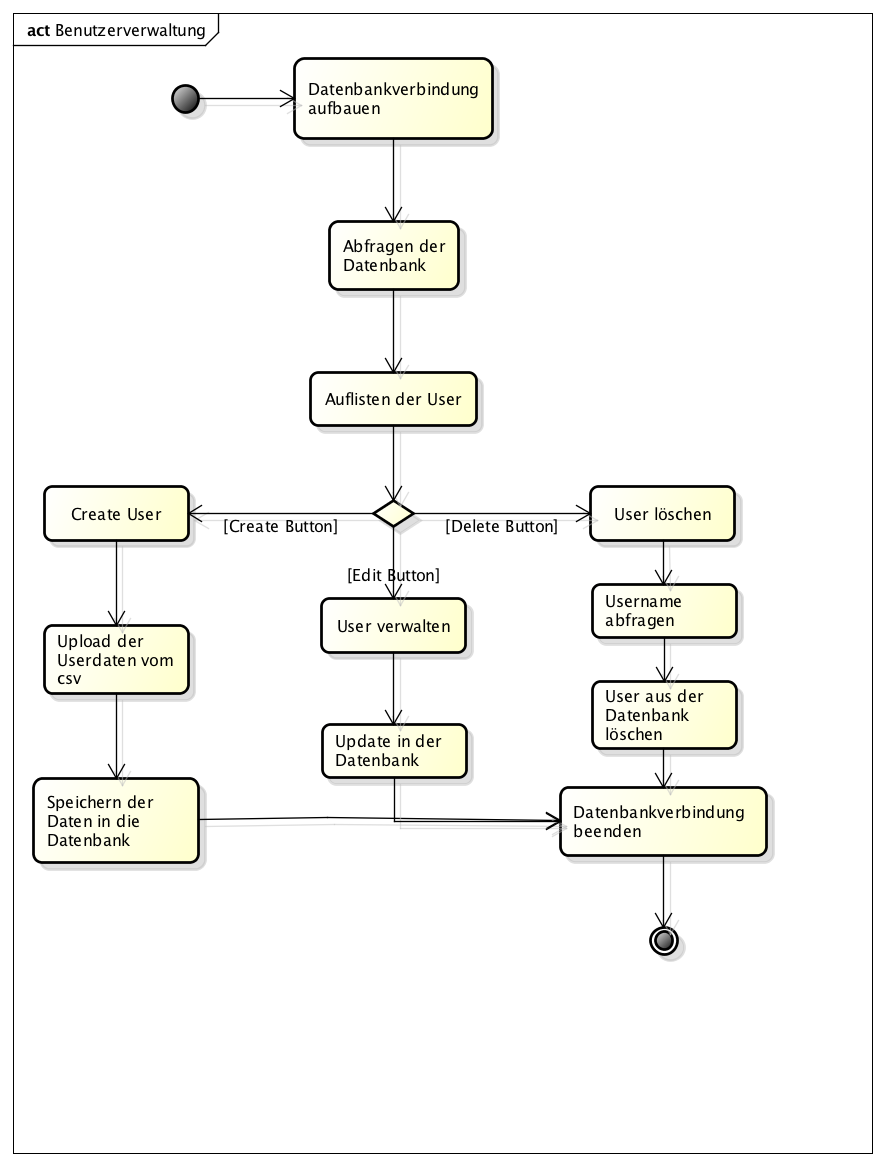 act Benutzerverwaltung
Datenbankverbindung
aufbauen
Abfragen der
Datenbank
Auflisten der User
Create User
[Create Button]
[Delete Button]
User löschen
[Edit Button]
Upload der
Userdaten vom
csv
User verwalten
Username
abfragen
Update in der
Datenbank
User aus der
Datenbank
löschen
Speichern der
Daten in die
Datenbank
Datenbankverbindung
beenden